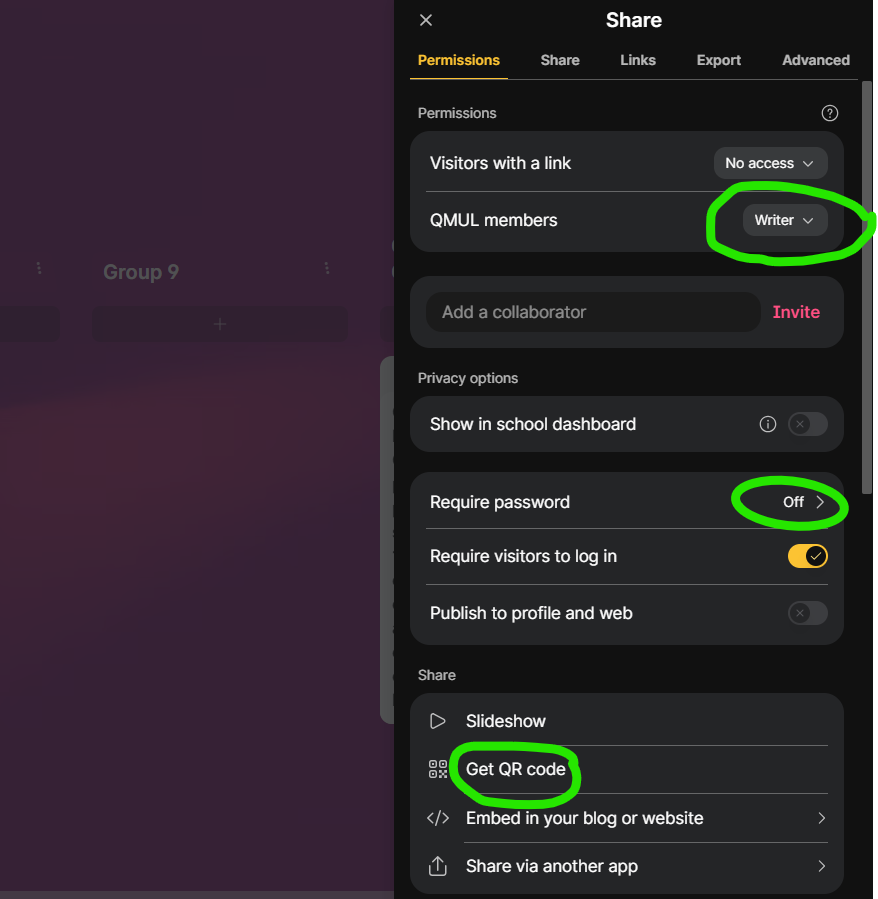 Share
Permissions Share Links Export Advanced
Permissions
Visitors with a link No access
QMUL members Writer
Group 9
Add a collaborator Invite
Privacy options
Show in school dashboard
Require password Off
Require visitors to log in
Publish to profile and web
Share
Slideshow
Get QR code
Embed in your blog or website
Share via another app